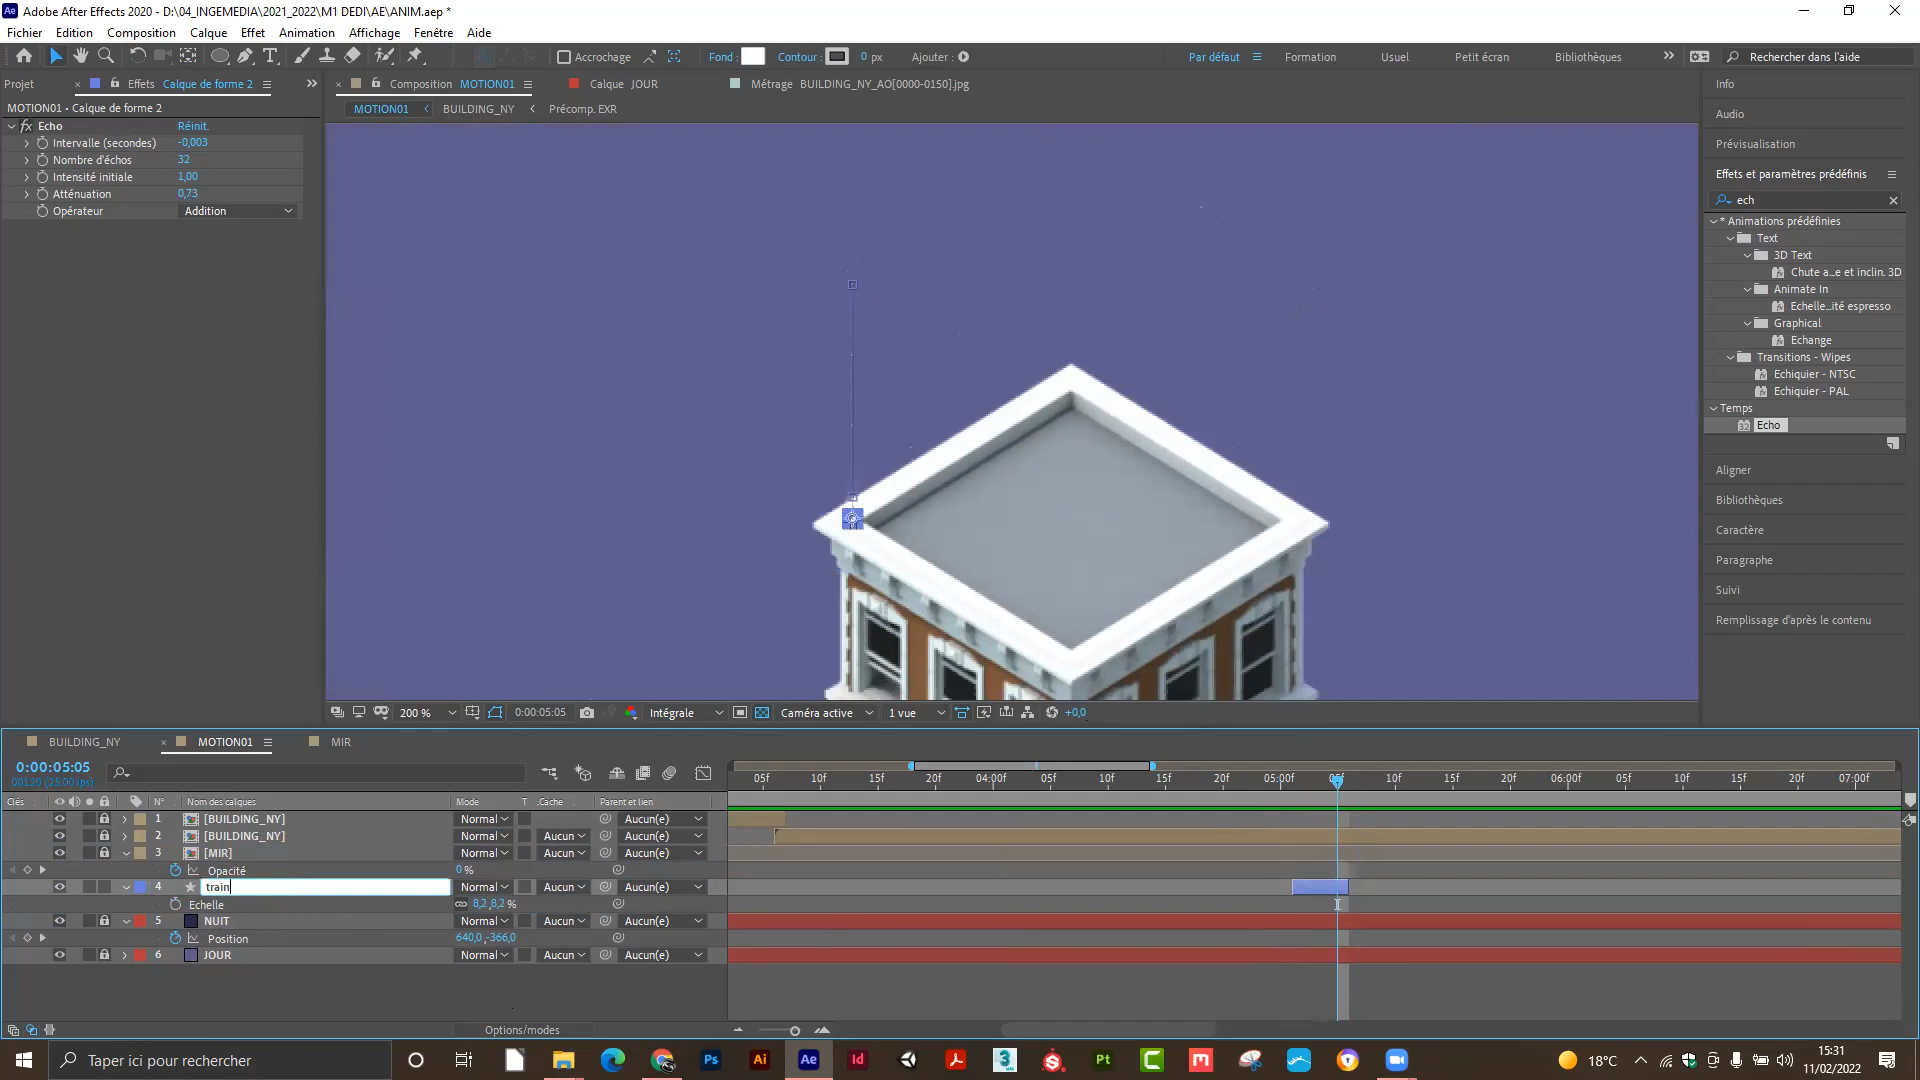 Adobe After Effects 2020 - D:\04_INGEMEDIA\2021_2022\M1 DEDI\AE\ANIM.aep *
Fichier Edition Composition Calque Effet Animation Affichage Fenêtre Aide
Accrochage Fond : Contour : 0 px Ajouter : Par défaut Formation Usuel Petit écran Bibliothèques Rechercher dans l'aide
Projet Effets Calque de forme 2 Composition MOTION01 Calque JOUR Métrage BUILDING_NY_AO[0000-0150].jpg Info
MOTION01 • Calque de forme 2 MOTION01 BUILDING_NY Précomp. EXR
Audio
fx Echo Réinit.
Intervalle (secondes) -0,003
Prévisualisation
Nombre d'échos 32
Intensité initiale 1,00
Effets et paramètres prédéfinis
Atténuation 0,73
ech
Opérateur Addition
* Animations prédéfinies
Text
3D Text
Chute a...e et inclin. 3D
Animate In
Echelle...ité espresso
Graphical
Echange
Transitions - Wipes
Echiquier - NTSC
Echiquier - PAL
Temps
Echo
Aligner
Bibliothèques
Caractère
Paragraphe
Suivi
Remplissage d'après le contenu
200 % 0:00:05:05 Intégrale Caméra active 1 vue +0,0
BUILDING_NY MOTION01 MIR
0:00:05:05
00130 (25.00 ips)
05f 10f 15f 20f 04:00f 05f 10f 15f 20f 05:00f 05f 10f 15f 20f 06:00f 05f 10f 15f 20f 07:00f
Clés N° Nom des calques Mode T .Cache Parent et lien
1 [BUILDING_NY] Normal Aucun(e)
2 [BUILDING_NY] Normal Aucun Aucun(e)
3 [MIR] Normal Aucun Aucun(e)
Opacité 0 %
4 train Normal Aucun Aucun(e)
Echelle 8,2,8,2 %
5 NUIT Normal Aucun Aucun(e)
Position 640,0,-366,0
6 JOUR Normal Aucun Aucun(e)
Options/modes
Taper ici pour rechercher 18°C 15:31
11/02/2022